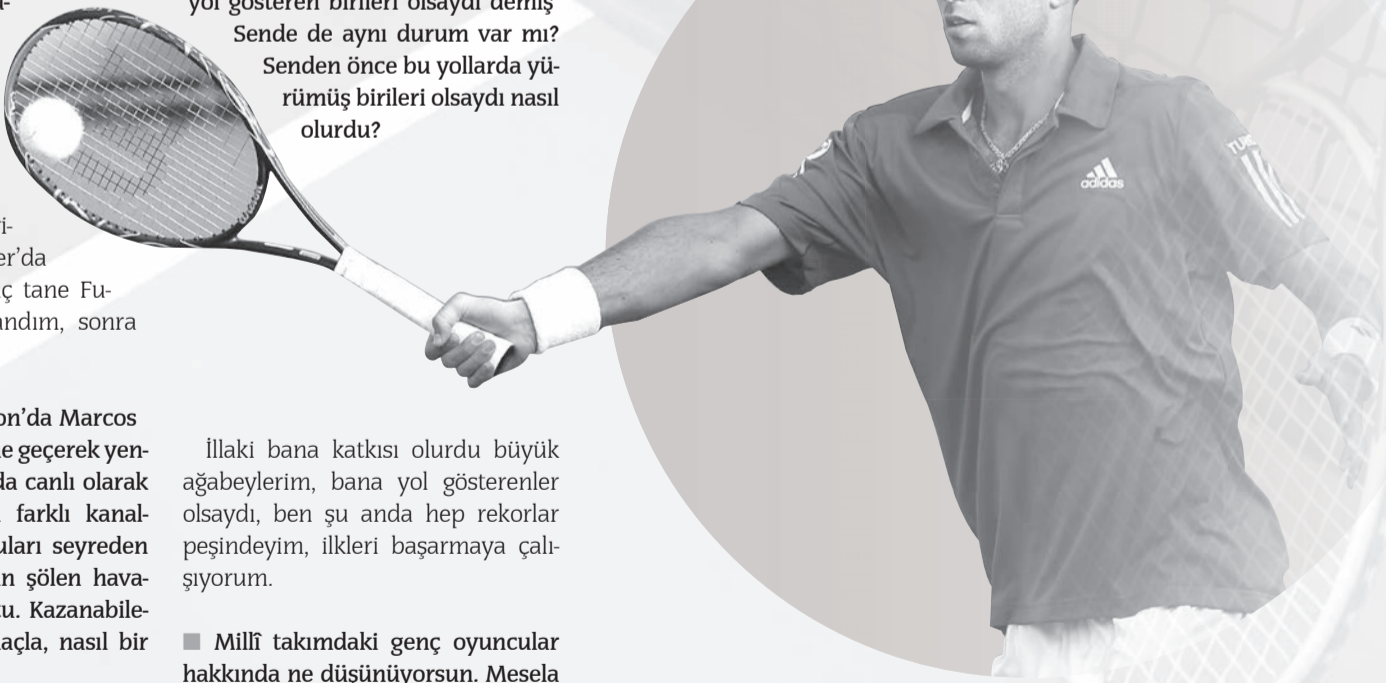 yol gösteren birileri olsaydı demiş
Sende de aynı durum var mı?
Senden önce bu yollarda yü-
rümüş birileri olsaydı nasıl
olurdu?
er’da
ç tane Fu-
andım, sonra
on’da Marcos
e geçerek yen-
da canlı olarak
farklı kanal-
uları seyreden
n şölen hava-
tu. Kazanabile-
açla, nasıl bir
İllaki bana katkısı olurdu büyük
ağabeylerim, bana yol gösterenler
olsaydı, ben şu anda hep rekorlar
peşindeyim, ilkleri başarmaya çalı-
şıyorum.
■ Millî takımdaki genç oyuncular
hakkında ne düşünüyorsun. Mesela
adidas